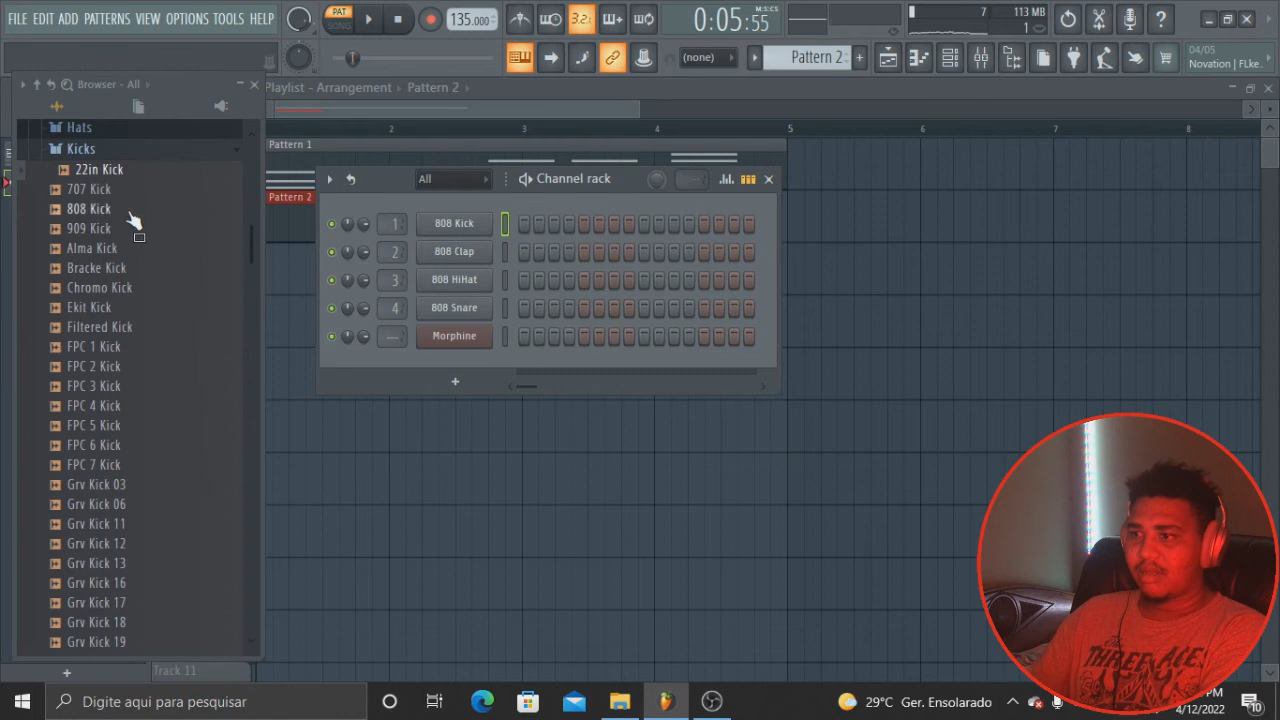 FILE EDIT ADD PATTERNS VIEW OPTIONS TOOLS HELP
PAT
SONG
135.000
3.2
0:05:55
M:S:CS
7
113 MB
1
(none)
Pattern 2
04/05
Novation | FLke
Browser - All
Playlist - Arrangement
Pattern 2
2 3 4 5 6 7 8
Pattern 1
Pattern 2
Hats
Kicks
22in Kick
707 Kick
808 Kick
909 Kick
Alma Kick
Bracke Kick
Chromo Kick
Ekit Kick
Filtered Kick
FPC 1 Kick
FPC 2 Kick
FPC 3 Kick
FPC 4 Kick
FPC 5 Kick
FPC 6 Kick
FPC 7 Kick
Grv Kick 03
Grv Kick 06
Grv Kick 11
Grv Kick 12
Grv Kick 13
Grv Kick 16
Grv Kick 17
Grv Kick 18
Grv Kick 19
All
Channel rack
1 808 Kick
2 808 Clap
3 808 HiHat
4 808 Snare
--- Morphine
Track 11
THREE ACES
Digite aqui para pesquisar
29°C Ger. Ensolarado
4/12/2022
10